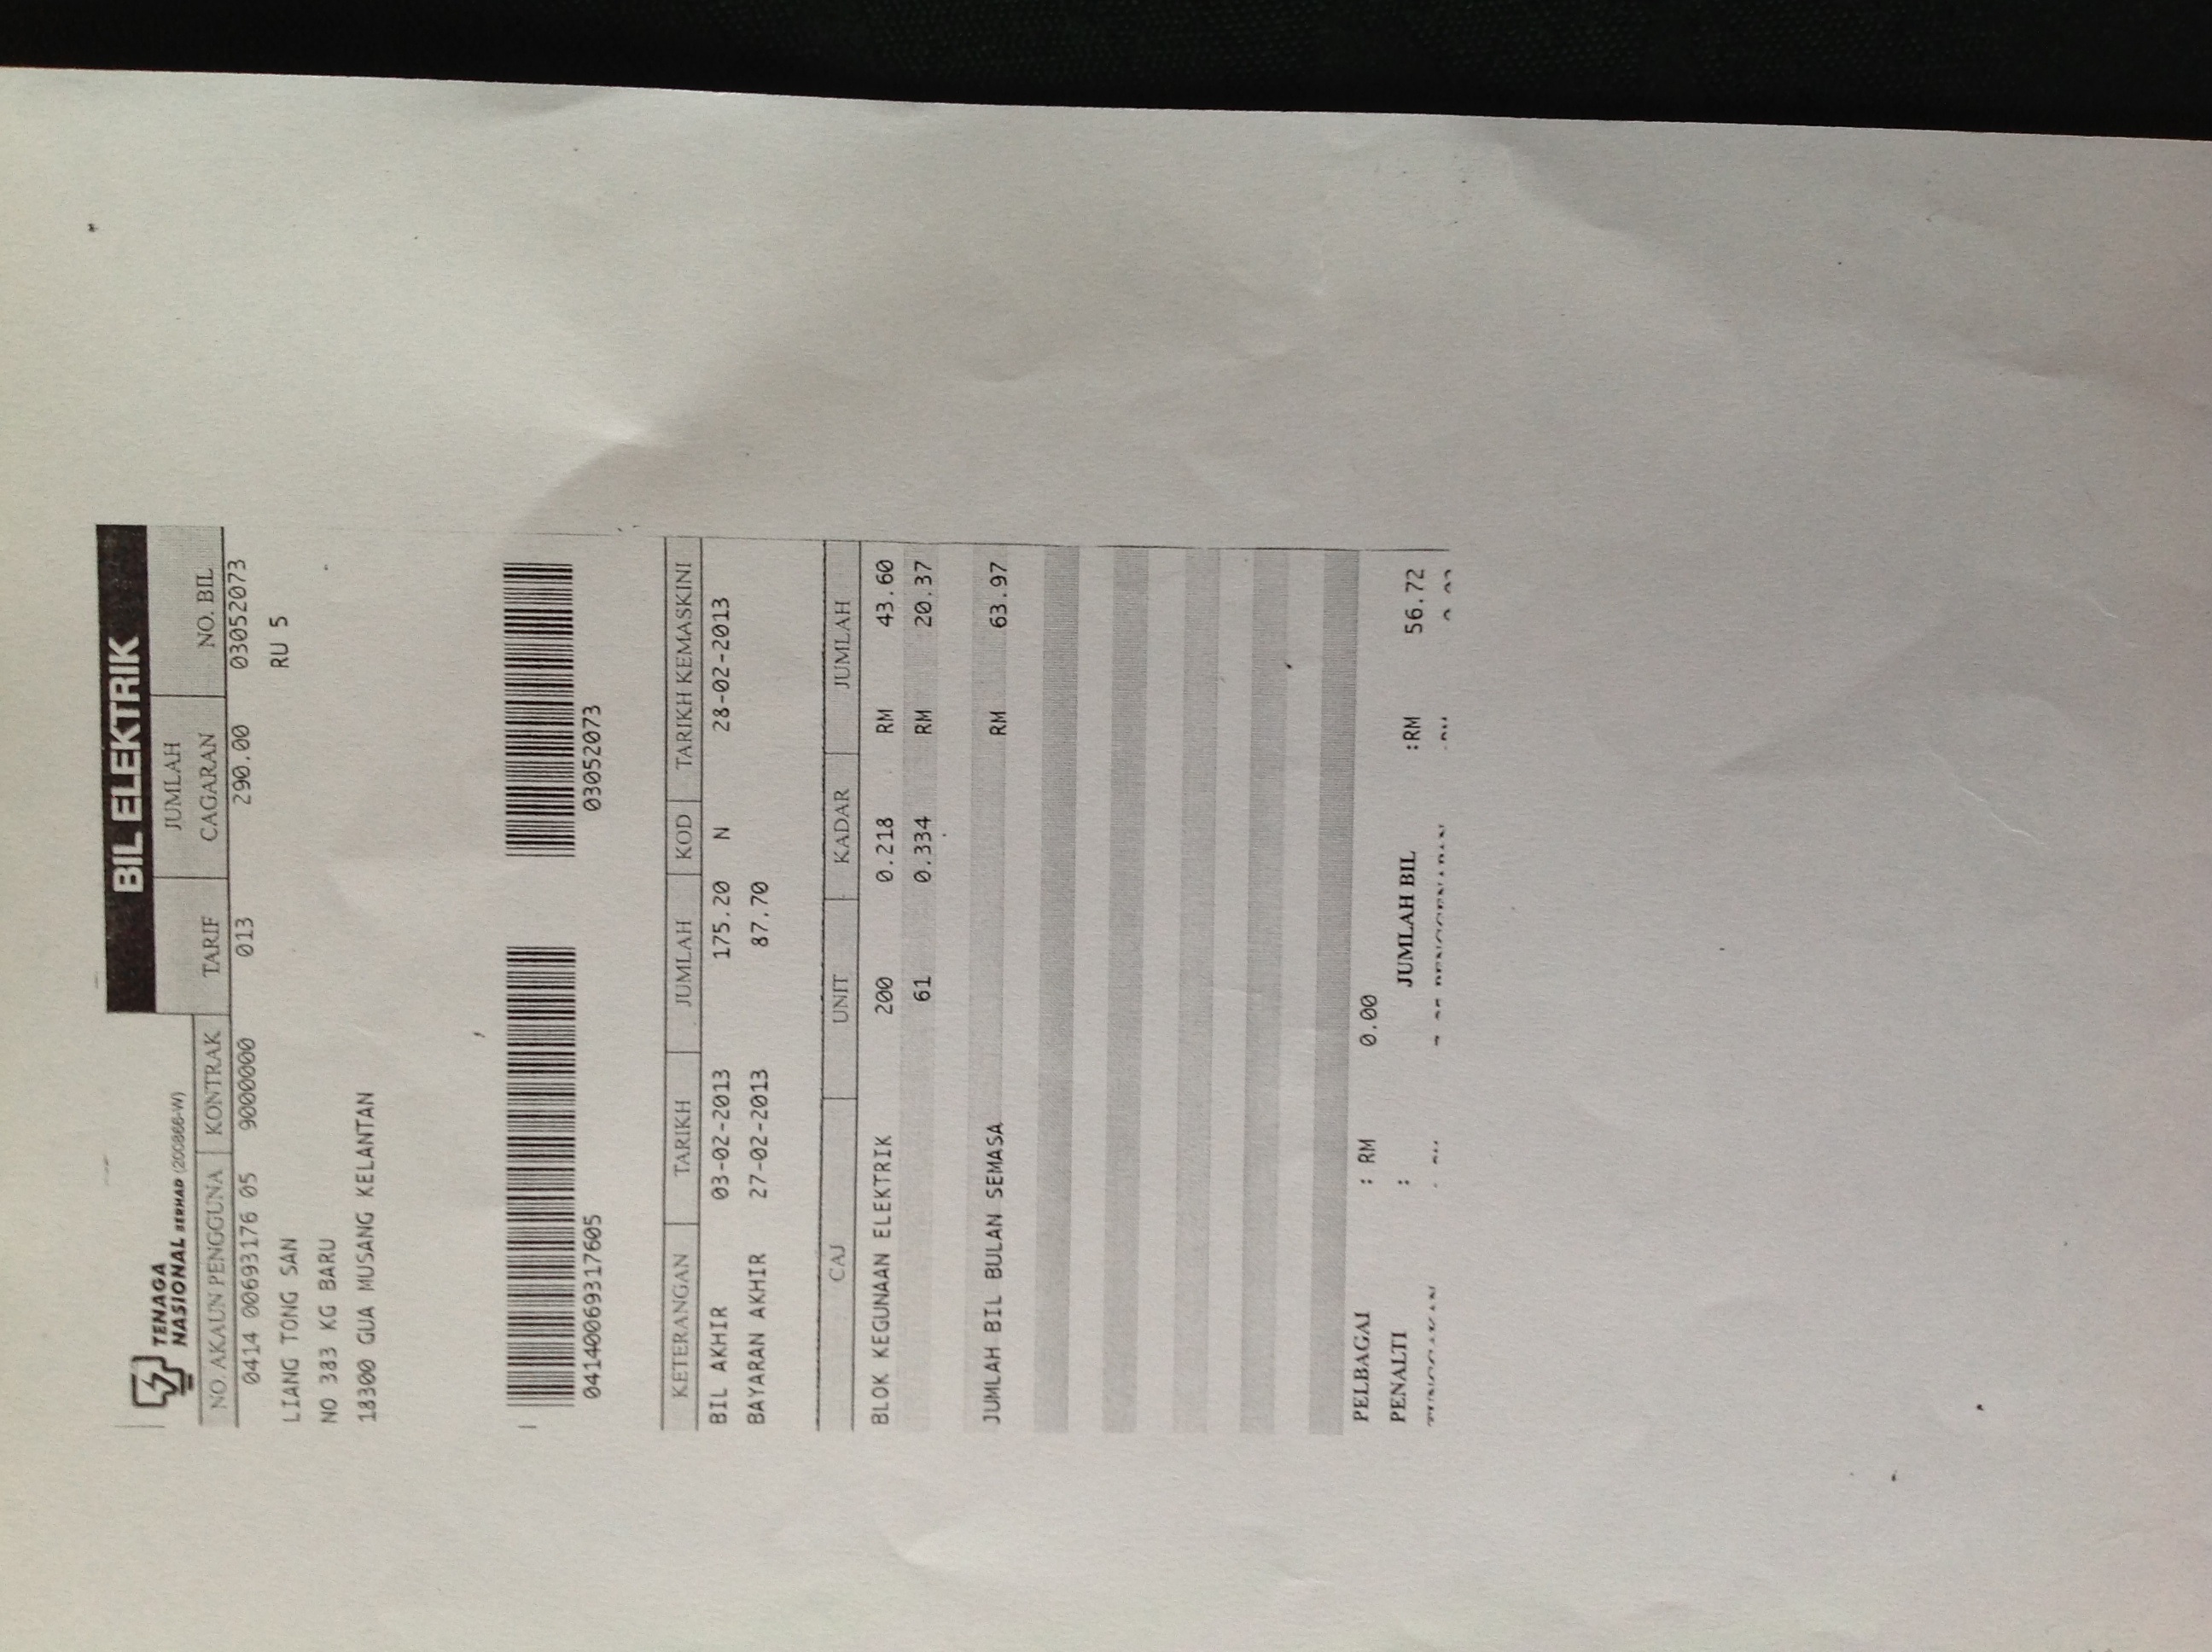 TENAGA
NASIONAL BERHAD (200866-W)
BIL ELEKTRIK
NO. AKAUN PENGGUNA KONTRAK TARIF JUMLAH CAGARAN NO. BIL
0414 00693176 05 9000000 013 290.00 03052073
LIANG TONG SAN RU 5
NO 383 KG BARU
18300 GUA MUSANG KELANTAN
04140069317605 03052073
KETERANGAN TARIKH JUMLAH KOD TARIKH KEMASKINI
BIL AKHIR 03-02-2013 175.20 N 28-02-2013
BAYARAN AKHIR 27-02-2013 87.70
CAJ UNIT KADAR JUMLAH
BLOK KEGUNAAN ELEKTRIK 200 0.218 RM 43.60
61 0.334 RM 20.37
JUMLAH BIL BULAN SEMASA RM 63.97
PELBAGAI : RM 0.00
PENALTI : JUMLAH BIL :RM 56.72